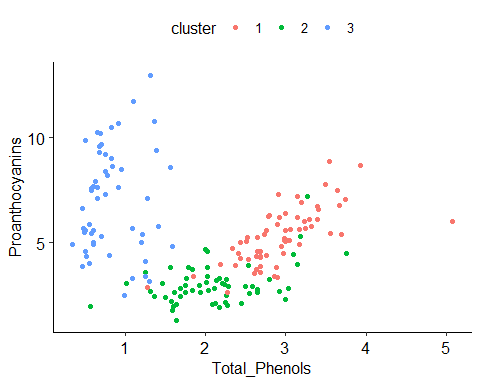 cluster 1 2 3
Proanthocyanins
10
5
1 2 3 4 5
Total_Phenols